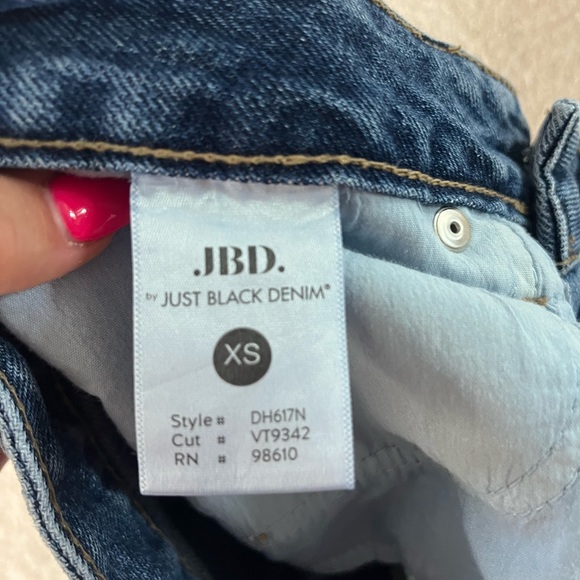 JBD.
by JUST BLACK DENIM®
XS
Style # DH617N
Cut # VT9342
RN # 98610